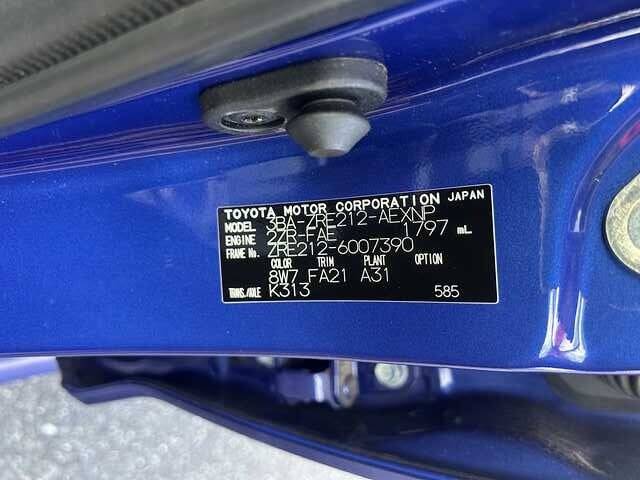 TOYOTA MOTOR CORPORATION JAPAN
MODEL 3BA-ZRE212-AEXNP
ENGINE 2ZR-FAE 1797 mL
FRAME No. ZRE212-6007390
COLOR TRIM PLANT OPTION
8W7 FA21 A31
TRANS./AXLE K313 585